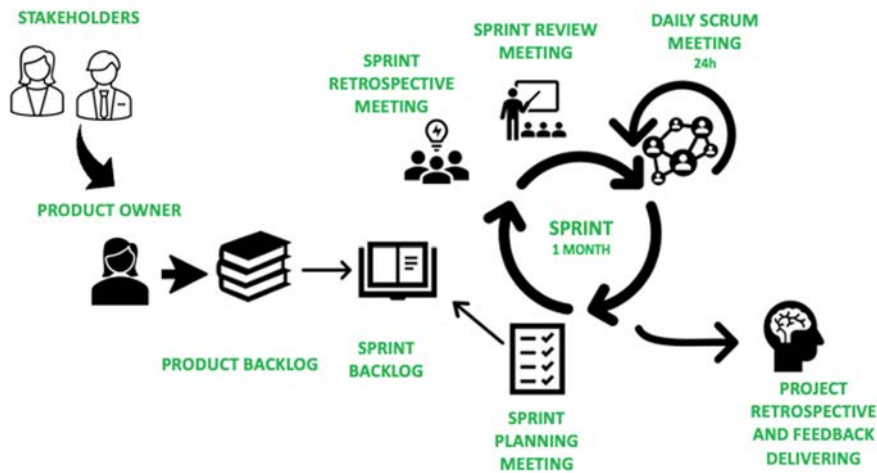 STAKEHOLDERS
SPRINT REVIEW
MEETING
DAILY SCRUM
MEETING
24h
SPRINT
RETROSPECTIVE
MEETING
PRODUCT OWNER
SPRINT
1 MONTH
PRODUCT BACKLOG
SPRINT
BACKLOG
SPRINT
PLANNING
MEETING
PROJECT
RETROSPECTIVE
AND FEEDBACK
DELIVERING